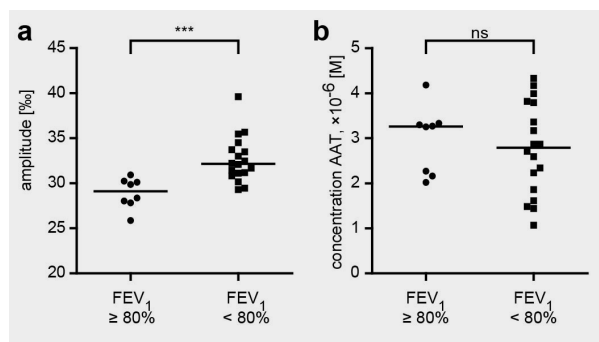 a
***
amplitude [‰]
45
40
35
30
25
20
FEV1
≥ 80%
FEV1
< 80%
b
ns
concentration AAT, ×10-6 [M]
5
4
3
2
1
0
FEV1
≥ 80%
FEV1
< 80%